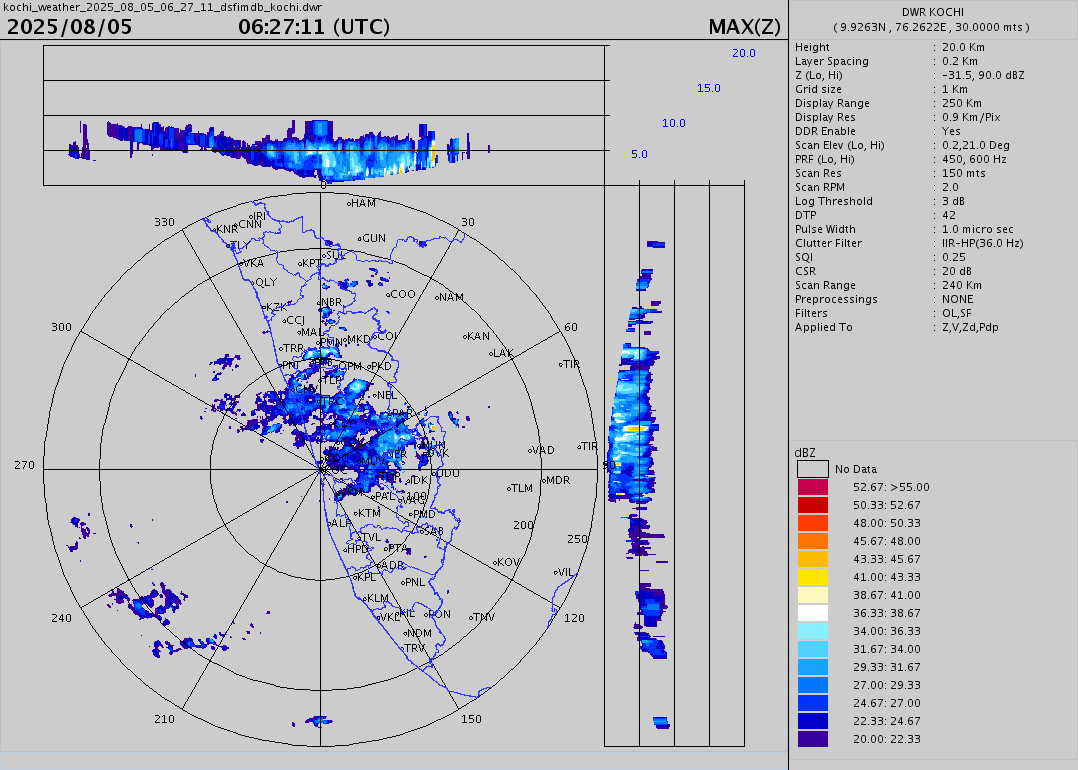 kochi_weather_2025_08_05_06_27_11_dsfimdb_kochi.dwr
2025/08/05 06:27:11 (UTC) MAX(Z)
DWR KOCHI
( 9.9263N , 76.2622E , 30.0000 mts )
Height : 20.0 Km
Layer Spacing : 0.2 Km
Z (Lo, Hi) : -31.5, 90.0 dBZ
Grid size : 1 Km
Display Range : 250 Km
Display Res : 0.9 Km/Pix
DDR Enable : Yes
Scan Elev (Lo, Hi) : 0.2,21.0 Deg
PRF (Lo, Hi) : 450, 600 Hz
Scan Res : 150 mts
Scan RPM : 2.0
Log Threshold : 3 dB
DTP : 42
Pulse Width : 1.0 micro sec
Clutter Filter : IIR-HP(36.0 Hz)
SQI : 0.25
CSR : 20 dB
Scan Range : 240 Km
Preprocessings : NONE
Filters : OL,SF
Applied To : Z,V,Zd,Pdp
20.0
15.0
10.0
5.0
0
30
60
90
120
150
210
240
270
300
330
100
200
250
HAM
IRI
CNN
KNR
TLY
GUN
SUL
VKA
KPT
QLY
COO
NAM
NBR
KZK
CCJ
MAL
PMN
MKD
COI
KAN
TRR
LAK
PNI
OPM
PKD
TIR
TLP
NEL
PAR
MUN
DVK
VAD
TIR
UDU
IDK
MDR
TLM
PAL
VAG
KTM
PMD
ALP
SAB
TVL
HPD
PTA
ADR
KOV
VIL
KPL
PNL
KLM
VKL
KIL
PON
TNV
NDM
TRV
dBZ
No Data
52.67: >55.00
50.33: 52.67
48.00: 50.33
45.67: 48.00
43.33: 45.67
41.00: 43.33
38.67: 41.00
36.33: 38.67
34.00: 36.33
31.67: 34.00
29.33: 31.67
27.00: 29.33
24.67: 27.00
22.33: 24.67
20.00: 22.33